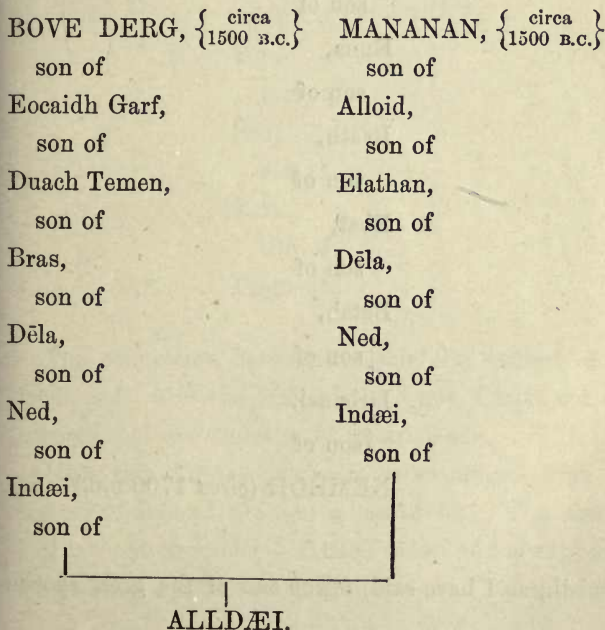 BOVE DERG, { circa 1500 B.C. }
son of
Eocaidh Garf,
son of
Duach Temen,
son of
Bras,
son of
Dēla,
son of
Ned,
son of
Indæi,
son of
MANANAN, { circa 1500 B.C. }
son of
Alloid,
son of
Elathan,
son of
Dēla,
son of
Ned,
son of
Indæi,
son of
ALLDÆI.